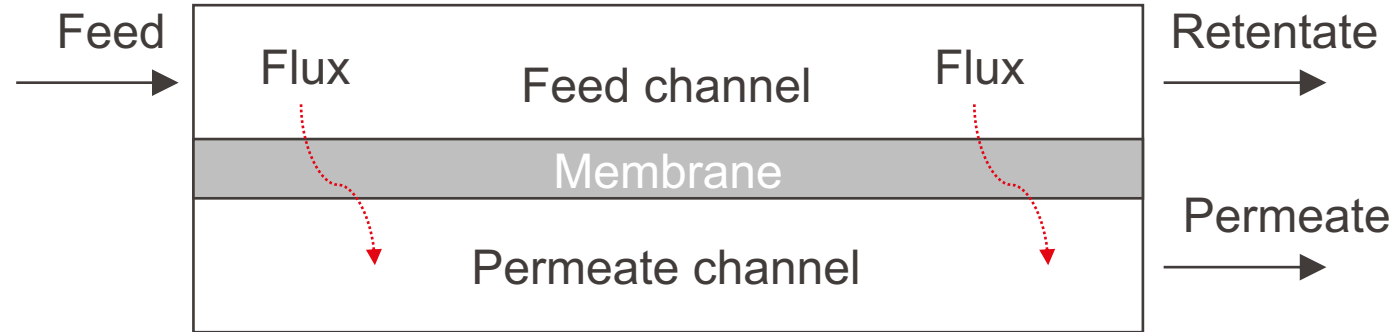 Feed
Flux
Feed channel
Flux
Retentate
Membrane
Permeate channel
Permeate